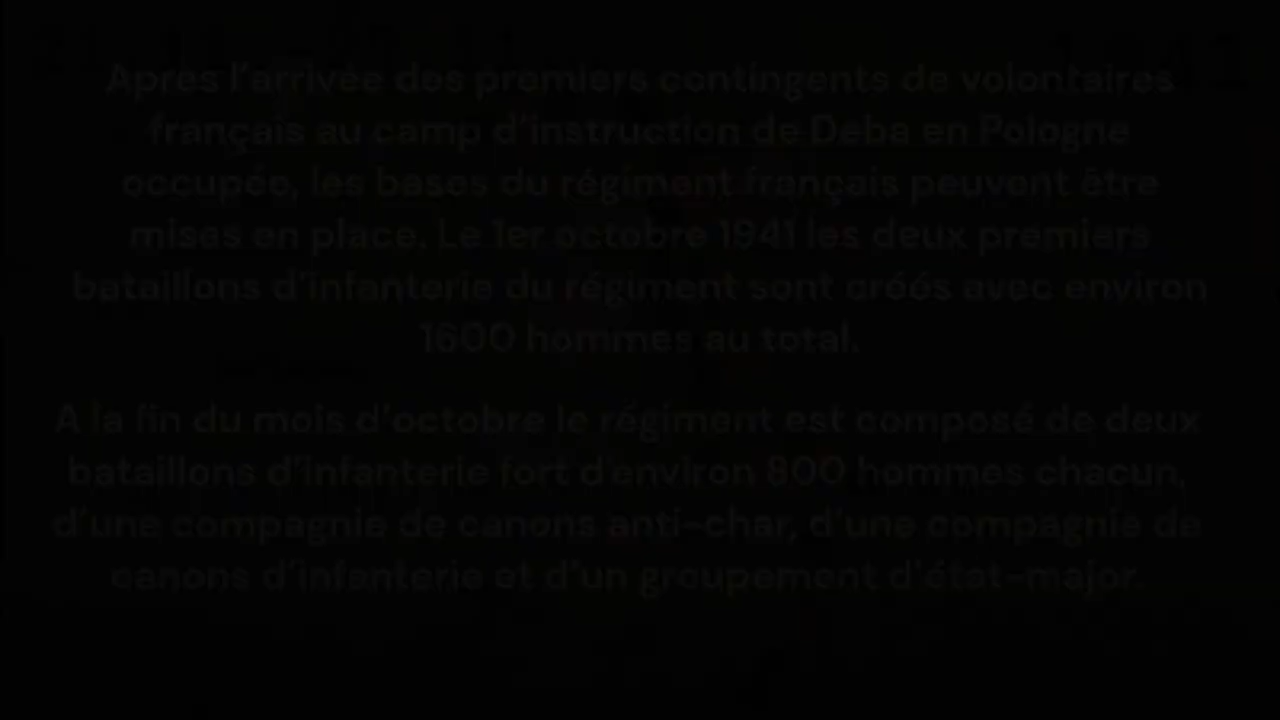 Apres l'arrivée des premiers contingents de volontaires
français au camp d'instruction de Deba en Pologne
occupée, les bases du régiment français peuvent être
mises en place. Le 1er octobre 1941 les deux premiers
bataillons d'infanterie du régiment sont créés avec environ
1600 hommes au total.
A la fin du mois d'octobre le régiment est composé de deux
bataillons d'infanterie fort d'environ 800 hommes chacun,
d'une compagnie de canons anti-char, d'une compagnie de
canons d'infanterie et d'un groupement d'état-major.